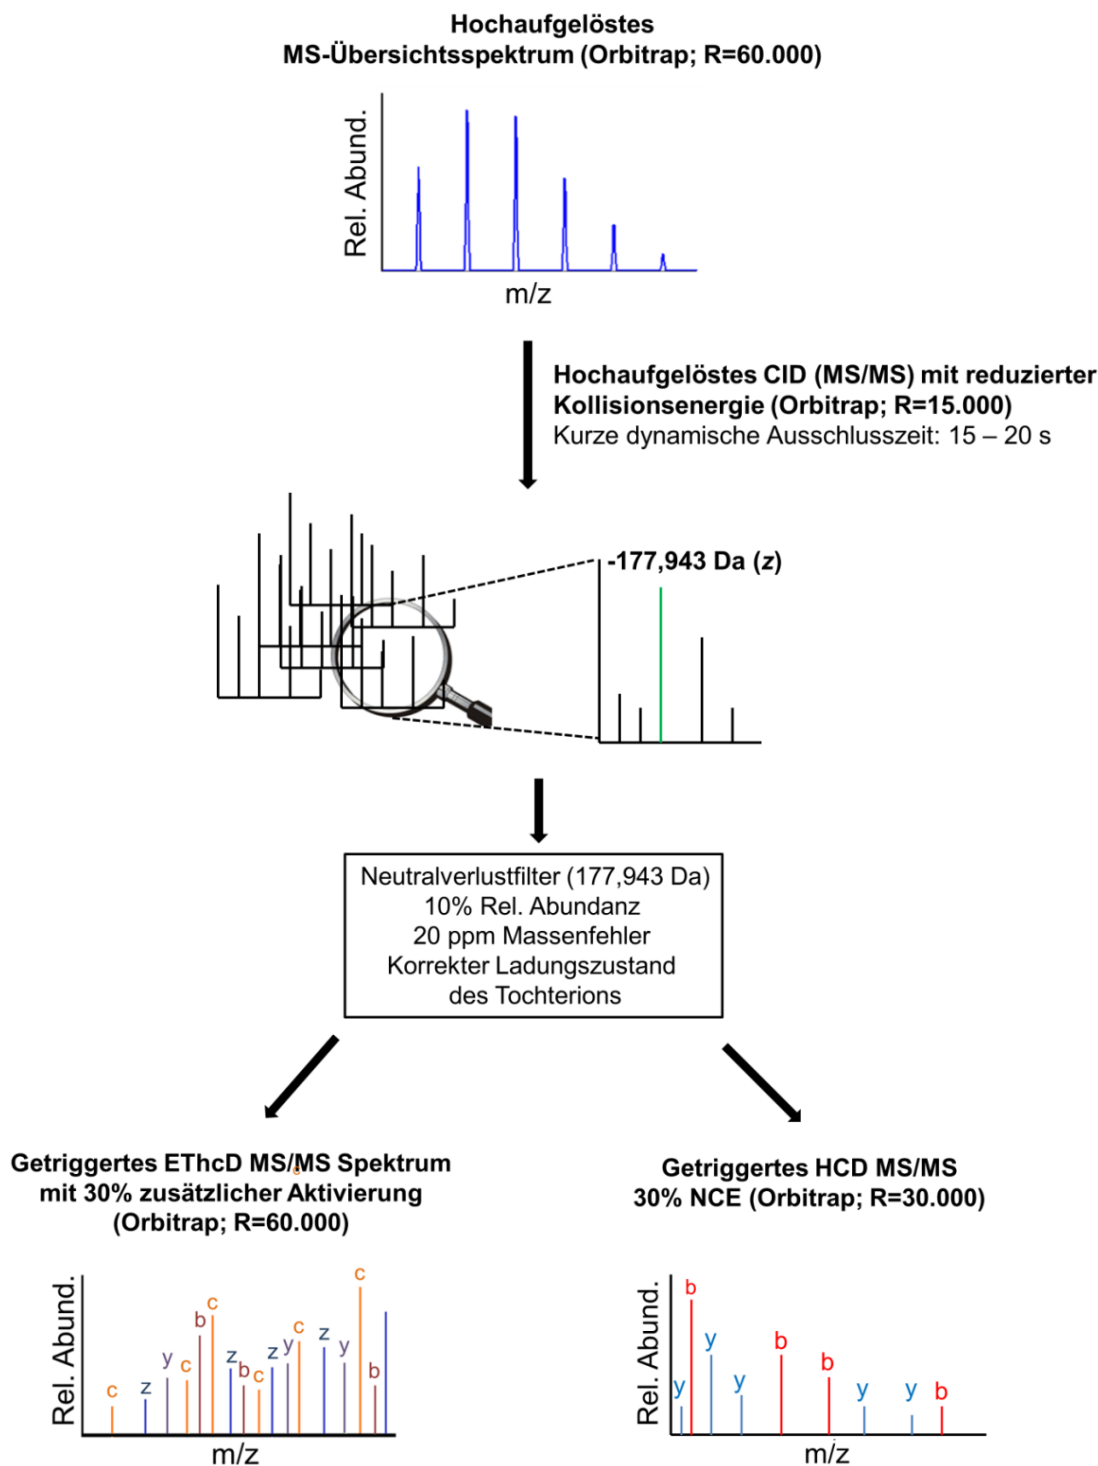 Hochaufgelöstes
MS-Übersichtsspektrum (Orbitrap; R=60.000)
Rel. Abund.
m/z
Hochaufgelöstes CID (MS/MS) mit reduzierter
Kollisionsenergie (Orbitrap; R=15.000)
Kurze dynamische Ausschlusszeit: 15 – 20 s
-177,943 Da (z)
Neutralverlustfilter (177,943 Da)
10% Rel. Abundanz
20 ppm Massenfehler
Korrekter Ladungszustand
des Tochterions
Getriggertes EThcD MS/MS Spektrum
c
mit 30% zusätzlicher Aktivierung
(Orbitrap; R=60.000)
Rel. Abund.
c z y c b c z b c z y c z y c b
m/z
Getriggertes HCD MS/MS
30% NCE (Orbitrap; R=30.000)
Rel. Abund.
y b y y b b y y b
m/z